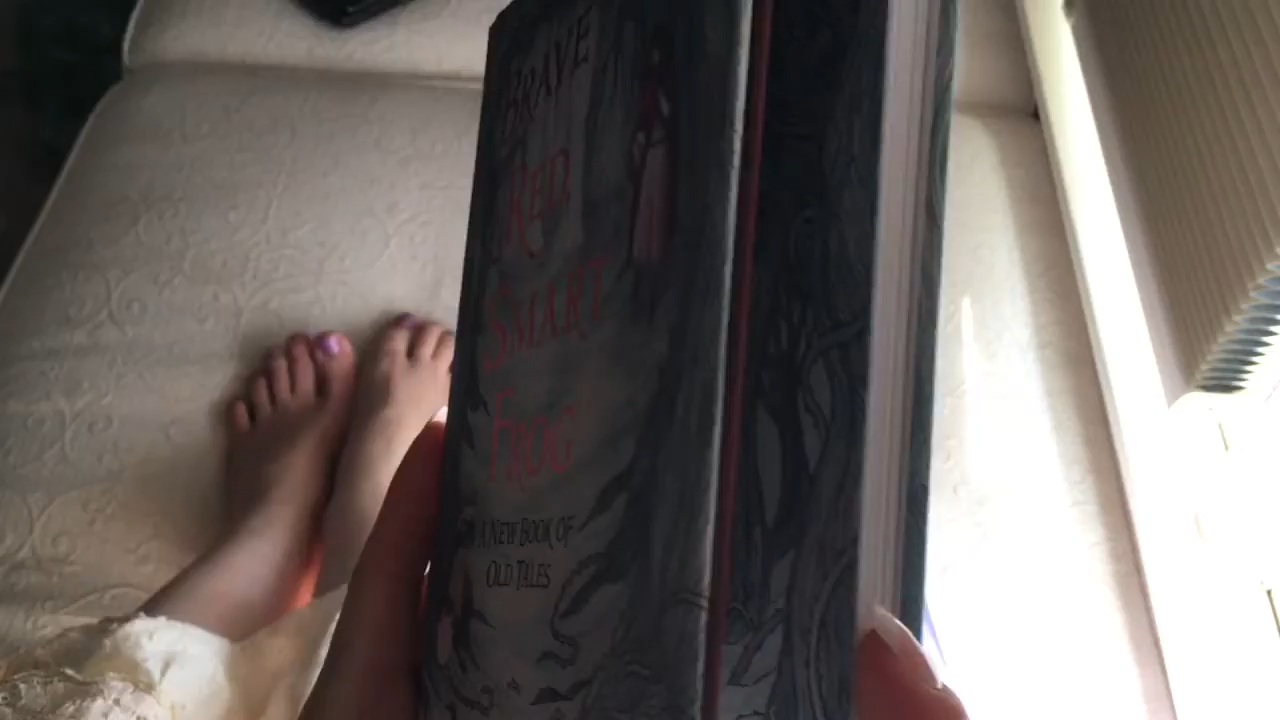 BRAVE
RED,
SMART
FROG
A NEW BOOK OF
OLD TALES